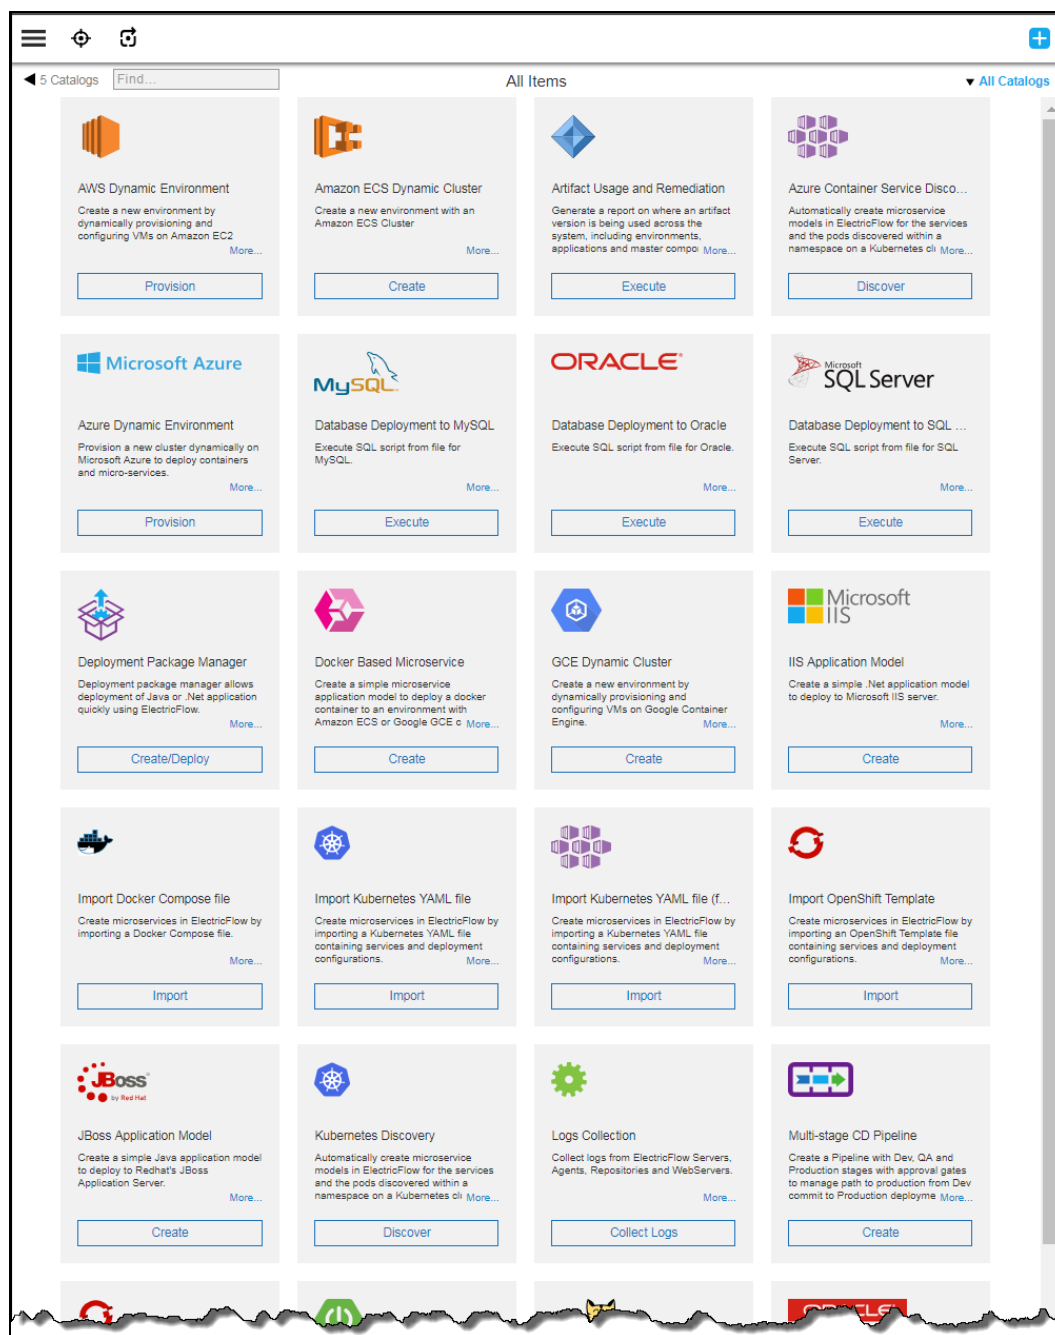 5 Catalogs
Find...
All Items
All Catalogs
AWS Dynamic Environment
Create a new environment by
dynamically provisioning and
configuring VMs on Amazon EC2
More...
Provision
Amazon ECS Dynamic Cluster
Create a new environment with an
Amazon ECS Cluster
More...
Create
Artifact Usage and Remediation
Generate a report on where an artifact
version is being used across the
system, including environments,
applications and master compo More...
Execute
Azure Container Service Disco...
Automatically create microservice
models in ElectricFlow for the services
and the pods discovered within a
namespace on a Kubernetes clu More...
Discover
Microsoft Azure
Azure Dynamic Environment
Provision a new cluster dynamically on
Microsoft Azure to deploy containers
and micro-services.
More...
Provision
MySQL
Database Deployment to MySQL
Execute SQL script from file for
MySQL.
More...
Execute
ORACLE
Database Deployment to Oracle
Execute SQL script from file for Oracle.
More...
Execute
Microsoft
SQL Server
Database Deployment to SQL ...
Execute SQL script from file for SQL
Server.
More...
Execute
Deployment Package Manager
Deployment package manager allows
deployment of Java or .Net application
quickly using ElectricFlow.
More...
Create/Deploy
Docker Based Microservice
Create a simple microservice
application model to deploy a docker
container to an environment with
Amazon ECS or Google GCE c More...
Create
GCE Dynamic Cluster
Create a new environment by
dynamically provisioning and
configuring VMs on Google Container
Engine. More...
Create
Microsoft
IIS
IIS Application Model
Create a simple .Net application model
to deploy to Microsoft IIS server.
More...
Create
Import Docker Compose file
Create microservices in ElectricFlow by
importing a Docker Compose file.
More...
Import
Import Kubernetes YAML file
Create microservices in ElectricFlow by
importing a Kubernetes YAML file
containing services and deployment
configurations. More...
Import
Import Kubernetes YAML file (f...
Create microservices in ElectricFlow by
importing a Kubernetes YAML file
containing services and deployment
configurations. More...
Import
Import OpenShift Template
Create microservices in ElectricFlow by
importing an OpenShift Template file
containing services and deployment
configurations. More...
Import
JBoss
by Red Hat
JBoss Application Model
Create a simple Java application model
to deploy to Redhat's JBoss
Application Server.
More...
Create
Kubernetes Discovery
Automatically create microservice
models in ElectricFlow for the services
and the pods discovered within a
namespace on a Kubernetes clu More...
Discover
Logs Collection
Collect logs from ElectricFlow Servers,
Agents, Repositories and WebServers.
More...
Collect Logs
Multi-stage CD Pipeline
Create a Pipeline with Dev, QA and
Production stages with approval gates
to manage path to production from Dev
commit to Production deployme More...
Create
ORACLE